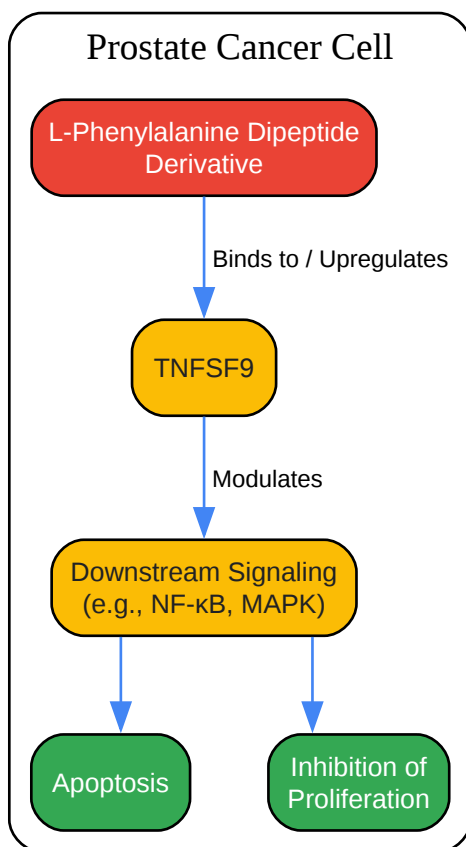 Prostate Cancer Cell
L-Phenylalanine Dipeptide
Derivative
Binds to / Upregulates
TNFSF9
Modulates
Downstream Signaling
(e.g., NF-κB, MAPK)
Apoptosis
Inhibition of
Proliferation